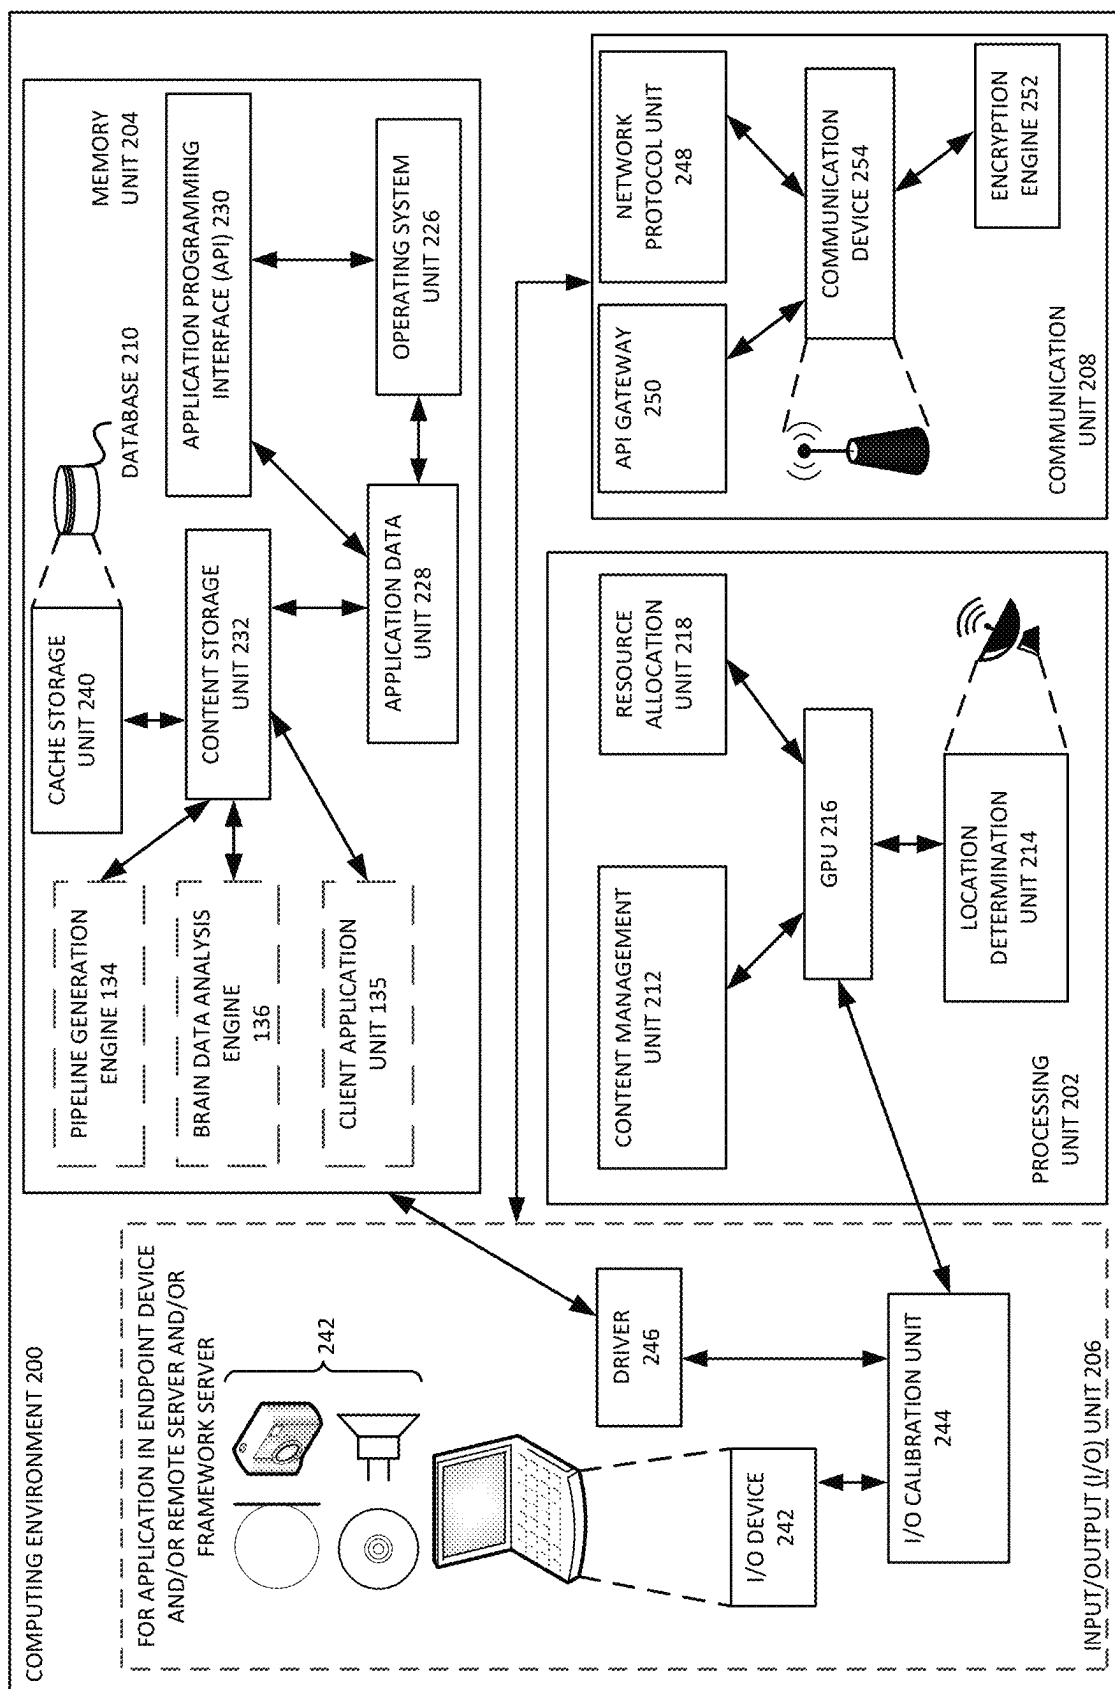 COMPUTING ENVIRONMENT 200
FOR APPLICATION IN ENDPOINT DEVICE
AND/OR REMOTE SERVER AND/OR
FRAMEWORK SERVER
242
DRIVER
246
I/O DEVICE
242
I/O CALIBRATION UNIT
244
INPUT/OUTPUT (I/O) UNIT 206
PIPELINE GENERATION
ENGINE 134
BRAIN DATA ANALYSIS
ENGINE
136
CLIENT APPLICATION
UNIT 135
CACHE STORAGE
UNIT 240
CONTENT STORAGE
UNIT 232
APPLICATION DATA
UNIT 228
DATABASE 210
MEMORY
UNIT 204
APPLICATION PROGRAMMING
INTERFACE (API) 230
OPERATING SYSTEM
UNIT 226
CONTENT MANAGEMENT
UNIT 212
RESOURCE
ALLOCATION
UNIT 218
GPU 216
LOCATION
DETERMINATION
UNIT 214
PROCESSING
UNIT 202
API GATEWAY
250
NETWORK
PROTOCOL UNIT
248
COMMUNICATION
DEVICE 254
ENCRYPTION
ENGINE 252
COMMUNICATION
UNIT 208